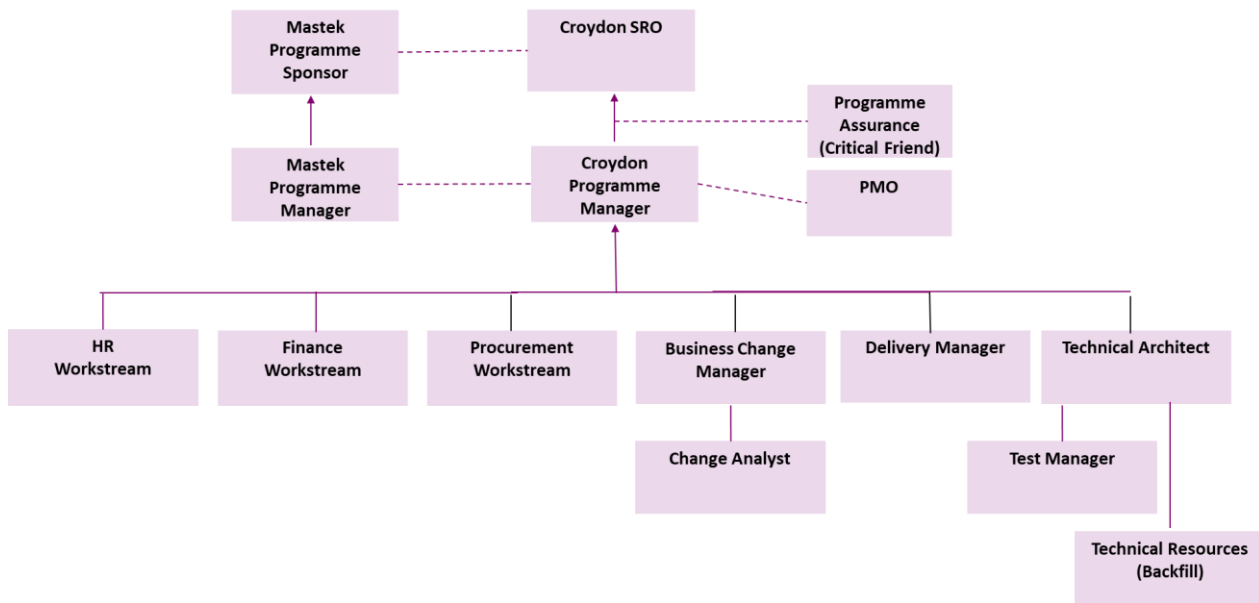 Mastek
Programme
Sponsor
Croydon SRO
Programme
Assurance
(Critical Friend)
Mastek
Programme
Manager
Croydon
Programme
Manager
PMO
HR
Workstream
Finance
Workstream
Procurement
Workstream
Business Change
Manager
Delivery Manager
Technical Architect
Change Analyst
Test Manager
Technical Resources
(Backfill)